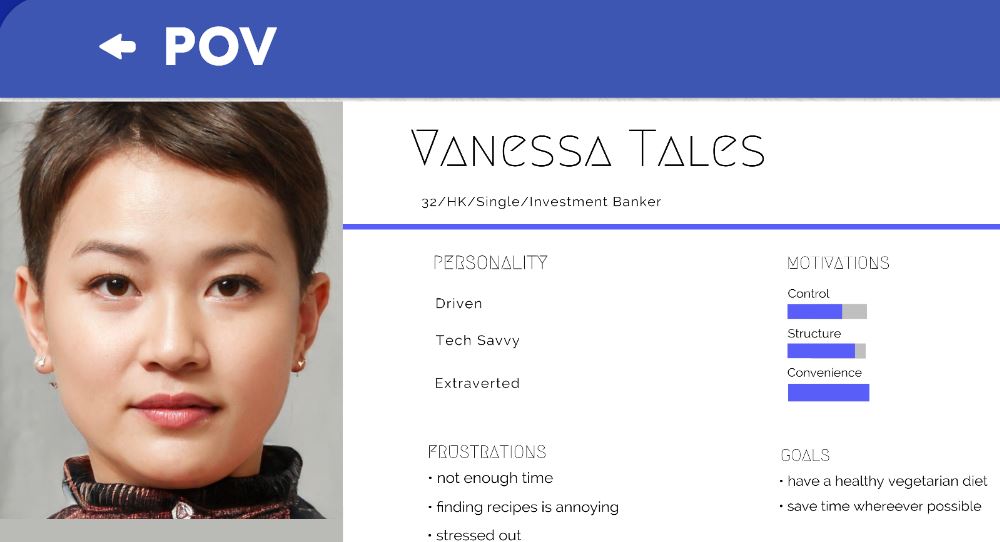 POV
Vanessa Tales
32/HK/Single/Investment Banker
PERSONALITY
Driven
Tech Savvy
Extraverted
MOTIVATIONS
Control
Structure
Convenience
FRUSTRATIONS
• not enough time
• finding recipes is annoying
• stressed out
GOALS
• have a healthy vegetarian diet
• save time whereever possible